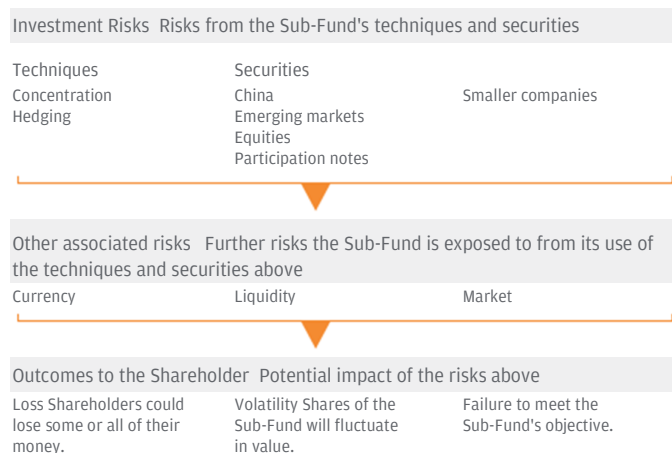 Investment Risks Risks from the Sub-Fund's techniques and securities
Techniques
Concentration
Hedging
Securities
China
Emerging markets
Equities
Participation notes
Smaller companies
Other associated risks Further risks the Sub-Fund is exposed to from its use of
the techniques and securities above
Currency
Liquidity
Market
Outcomes to the Shareholder Potential impact of the risks above
Loss Shareholders could
lose some or all of their
money.
Volatility Shares of the
Sub-Fund will fluctuate
in value.
Failure to meet the
Sub-Fund's objective.